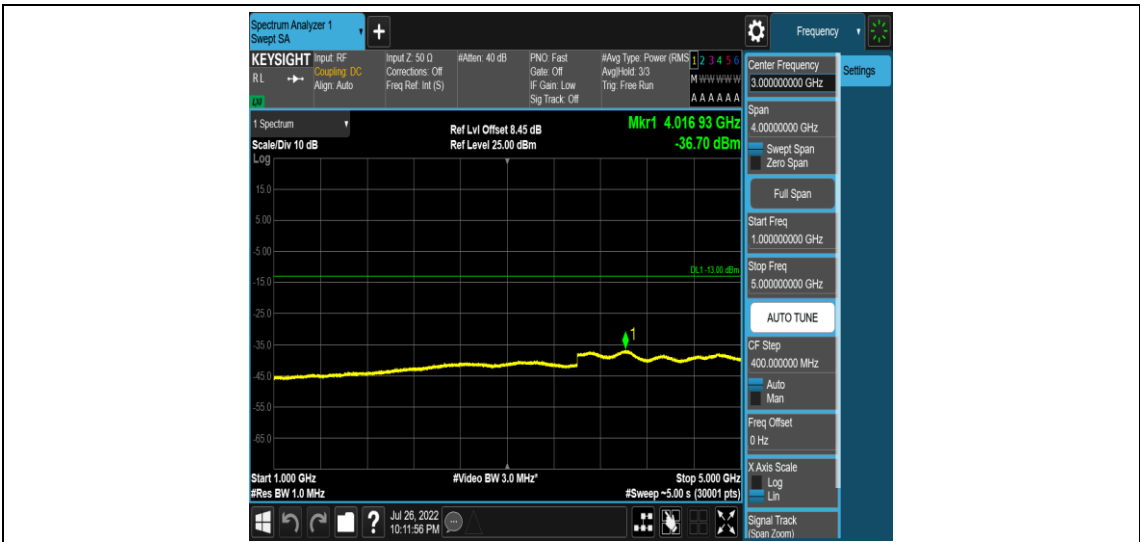 Spectrum Analyzer 1
Swept SA
+
Frequency
KEYSIGHT
RL
LNI
Input: RF
Coupling: DC
Align: Auto
Input Z: 50 Ω
Corrections: Off
Freq Ref: Int (S)
#Atten: 40 dB
PNO: Fast
Gate: Off
IF Gain: Low
Sig Track: Off
#Avg Type: Power (RMS
Avg|Hold: 3/3
Trig: Free Run
1 2 3 4 5 6
M W W W W W
A A A A A A
1 Spectrum
Scale/Div 10 dB
Ref Lvl Offset 8.45 dB
Ref Level 25.00 dBm
Mkr1 4.016 93 GHz
-36.70 dBm
Log
15.0
5.00
-5.00
-15.0
-25.0
-35.0
-45.0
-55.0
-65.0
DL1 -13.00 dBm
1
Start 1.000 GHz
#Res BW 1.0 MHz
#Video BW 3.0 MHz*
Stop 5.000 GHz
#Sweep ~5.00 s (30001 pts)
?
Jul 26, 2022
10:11:56 PM
Center Frequency
3.000000000 GHz
Settings
Span
4.00000000 GHz
Swept Span
Zero Span
Full Span
Start Freq
1.000000000 GHz
Stop Freq
5.000000000 GHz
AUTO TUNE
CF Step
400.000000 MHz
Auto
Man
Freq Offset
0 Hz
X Axis Scale
Log
Lin
Signal Track
(Span Zoom)